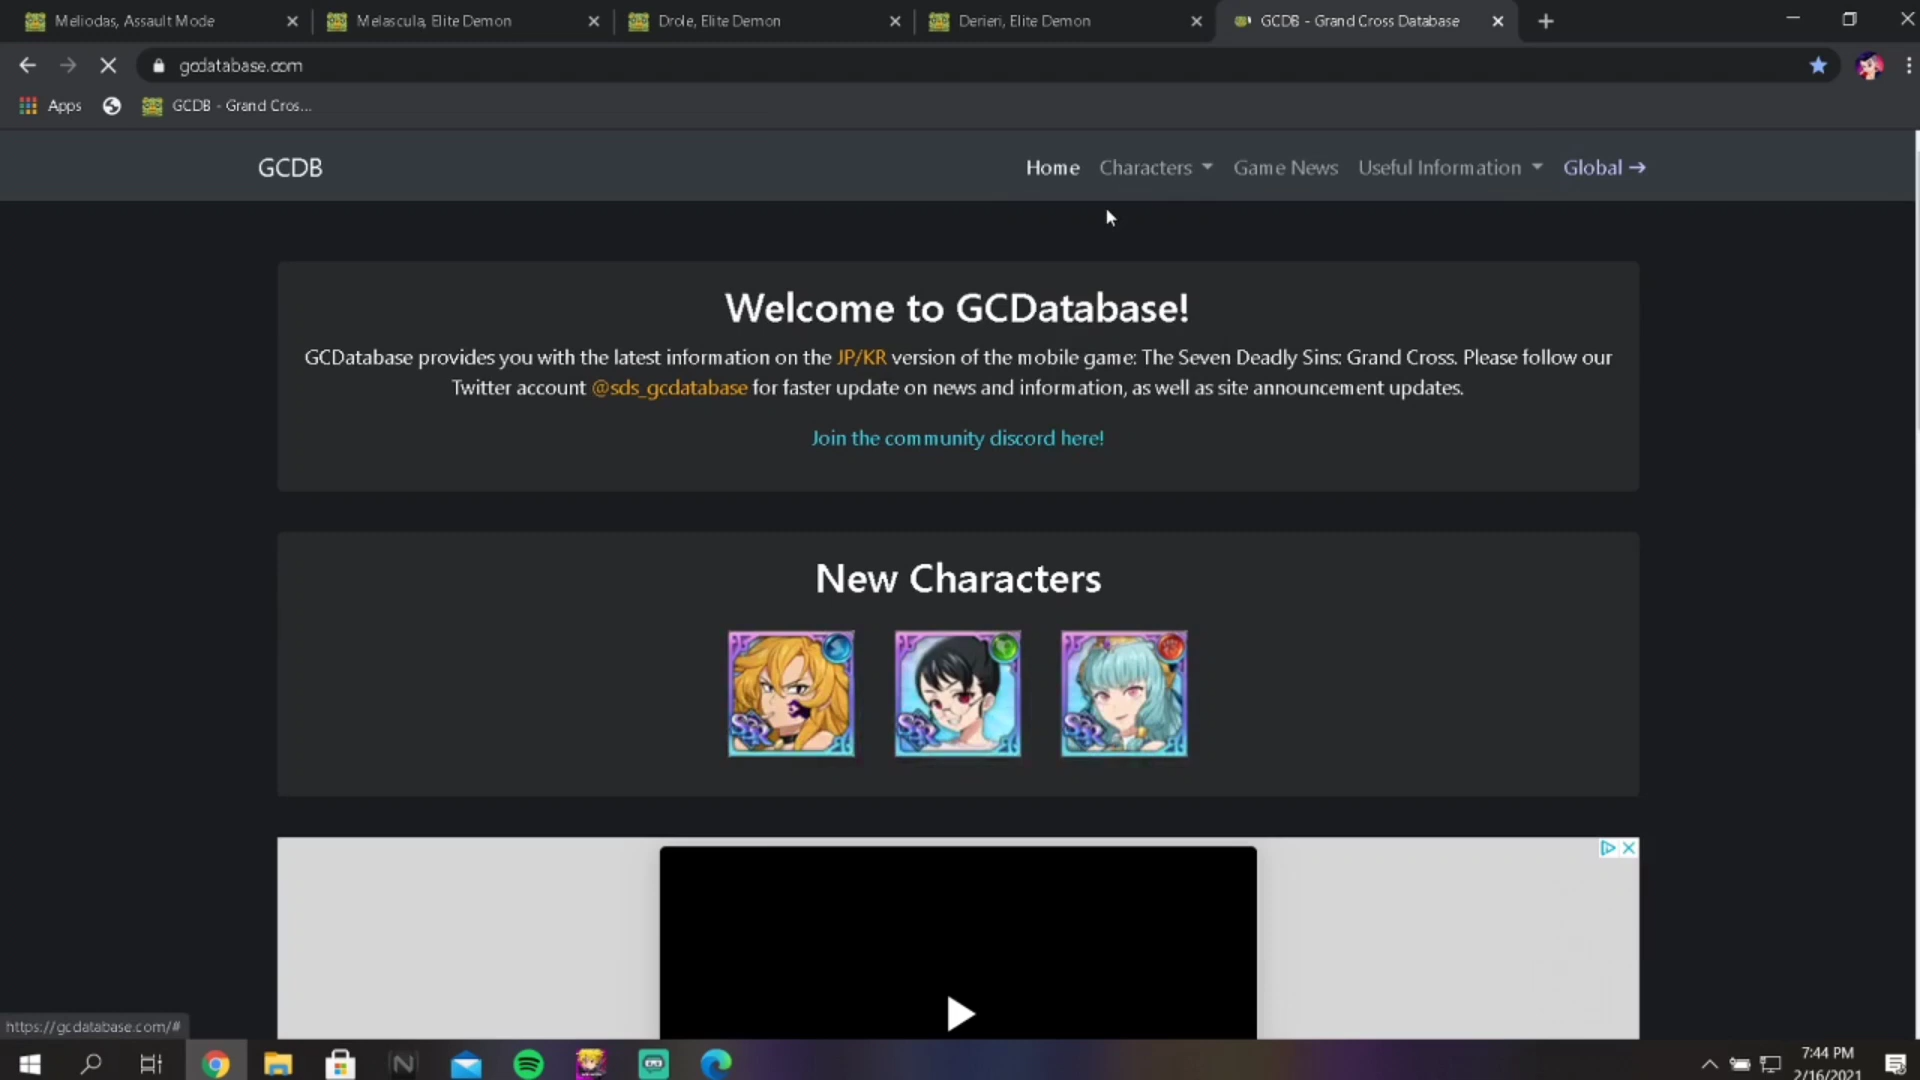 Meliodas, Assault Mode
Melascula, Elite Demon
Drole, Elite Demon
Derieri, Elite Demon
GCDB - Grand Cross Database
gcdatabase.com
Apps
GCDB - Grand Cros...
GCDB
Home
Characters
Game News
Useful Information
Global →
Welcome to GCDatabase!
GCDatabase provides you with the latest information on the JP/KR version of the mobile game: The Seven Deadly Sins: Grand Cross. Please follow our
Twitter account @sds_gcdatabase for faster update on news and information, as well as site announcement updates.
Join the community discord here!
New Characters
SSR
SSR
SSR
https://gcdatabase.com/#
7:44 PM
2/16/2021